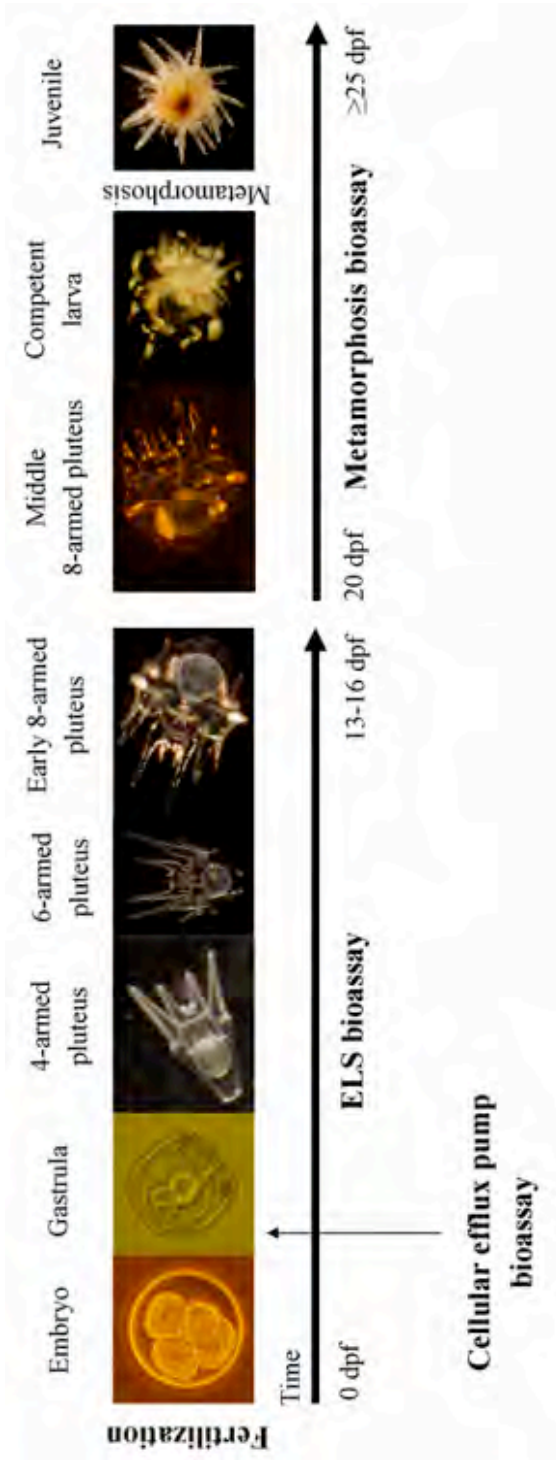 Fertilization
Embryo
Gastrula
4-armed
pluteus
6-armed
pluteus
Early 8-armed
pluteus
Middle
8-armed pluteus
Competent
larva
Metamorphosis
Juvenile
Time
0 dpf
ELS bioassay
13-16 dpf
20 dpf
Metamorphosis bioassay
≥25 dpf
Cellular efflux pump
bioassay